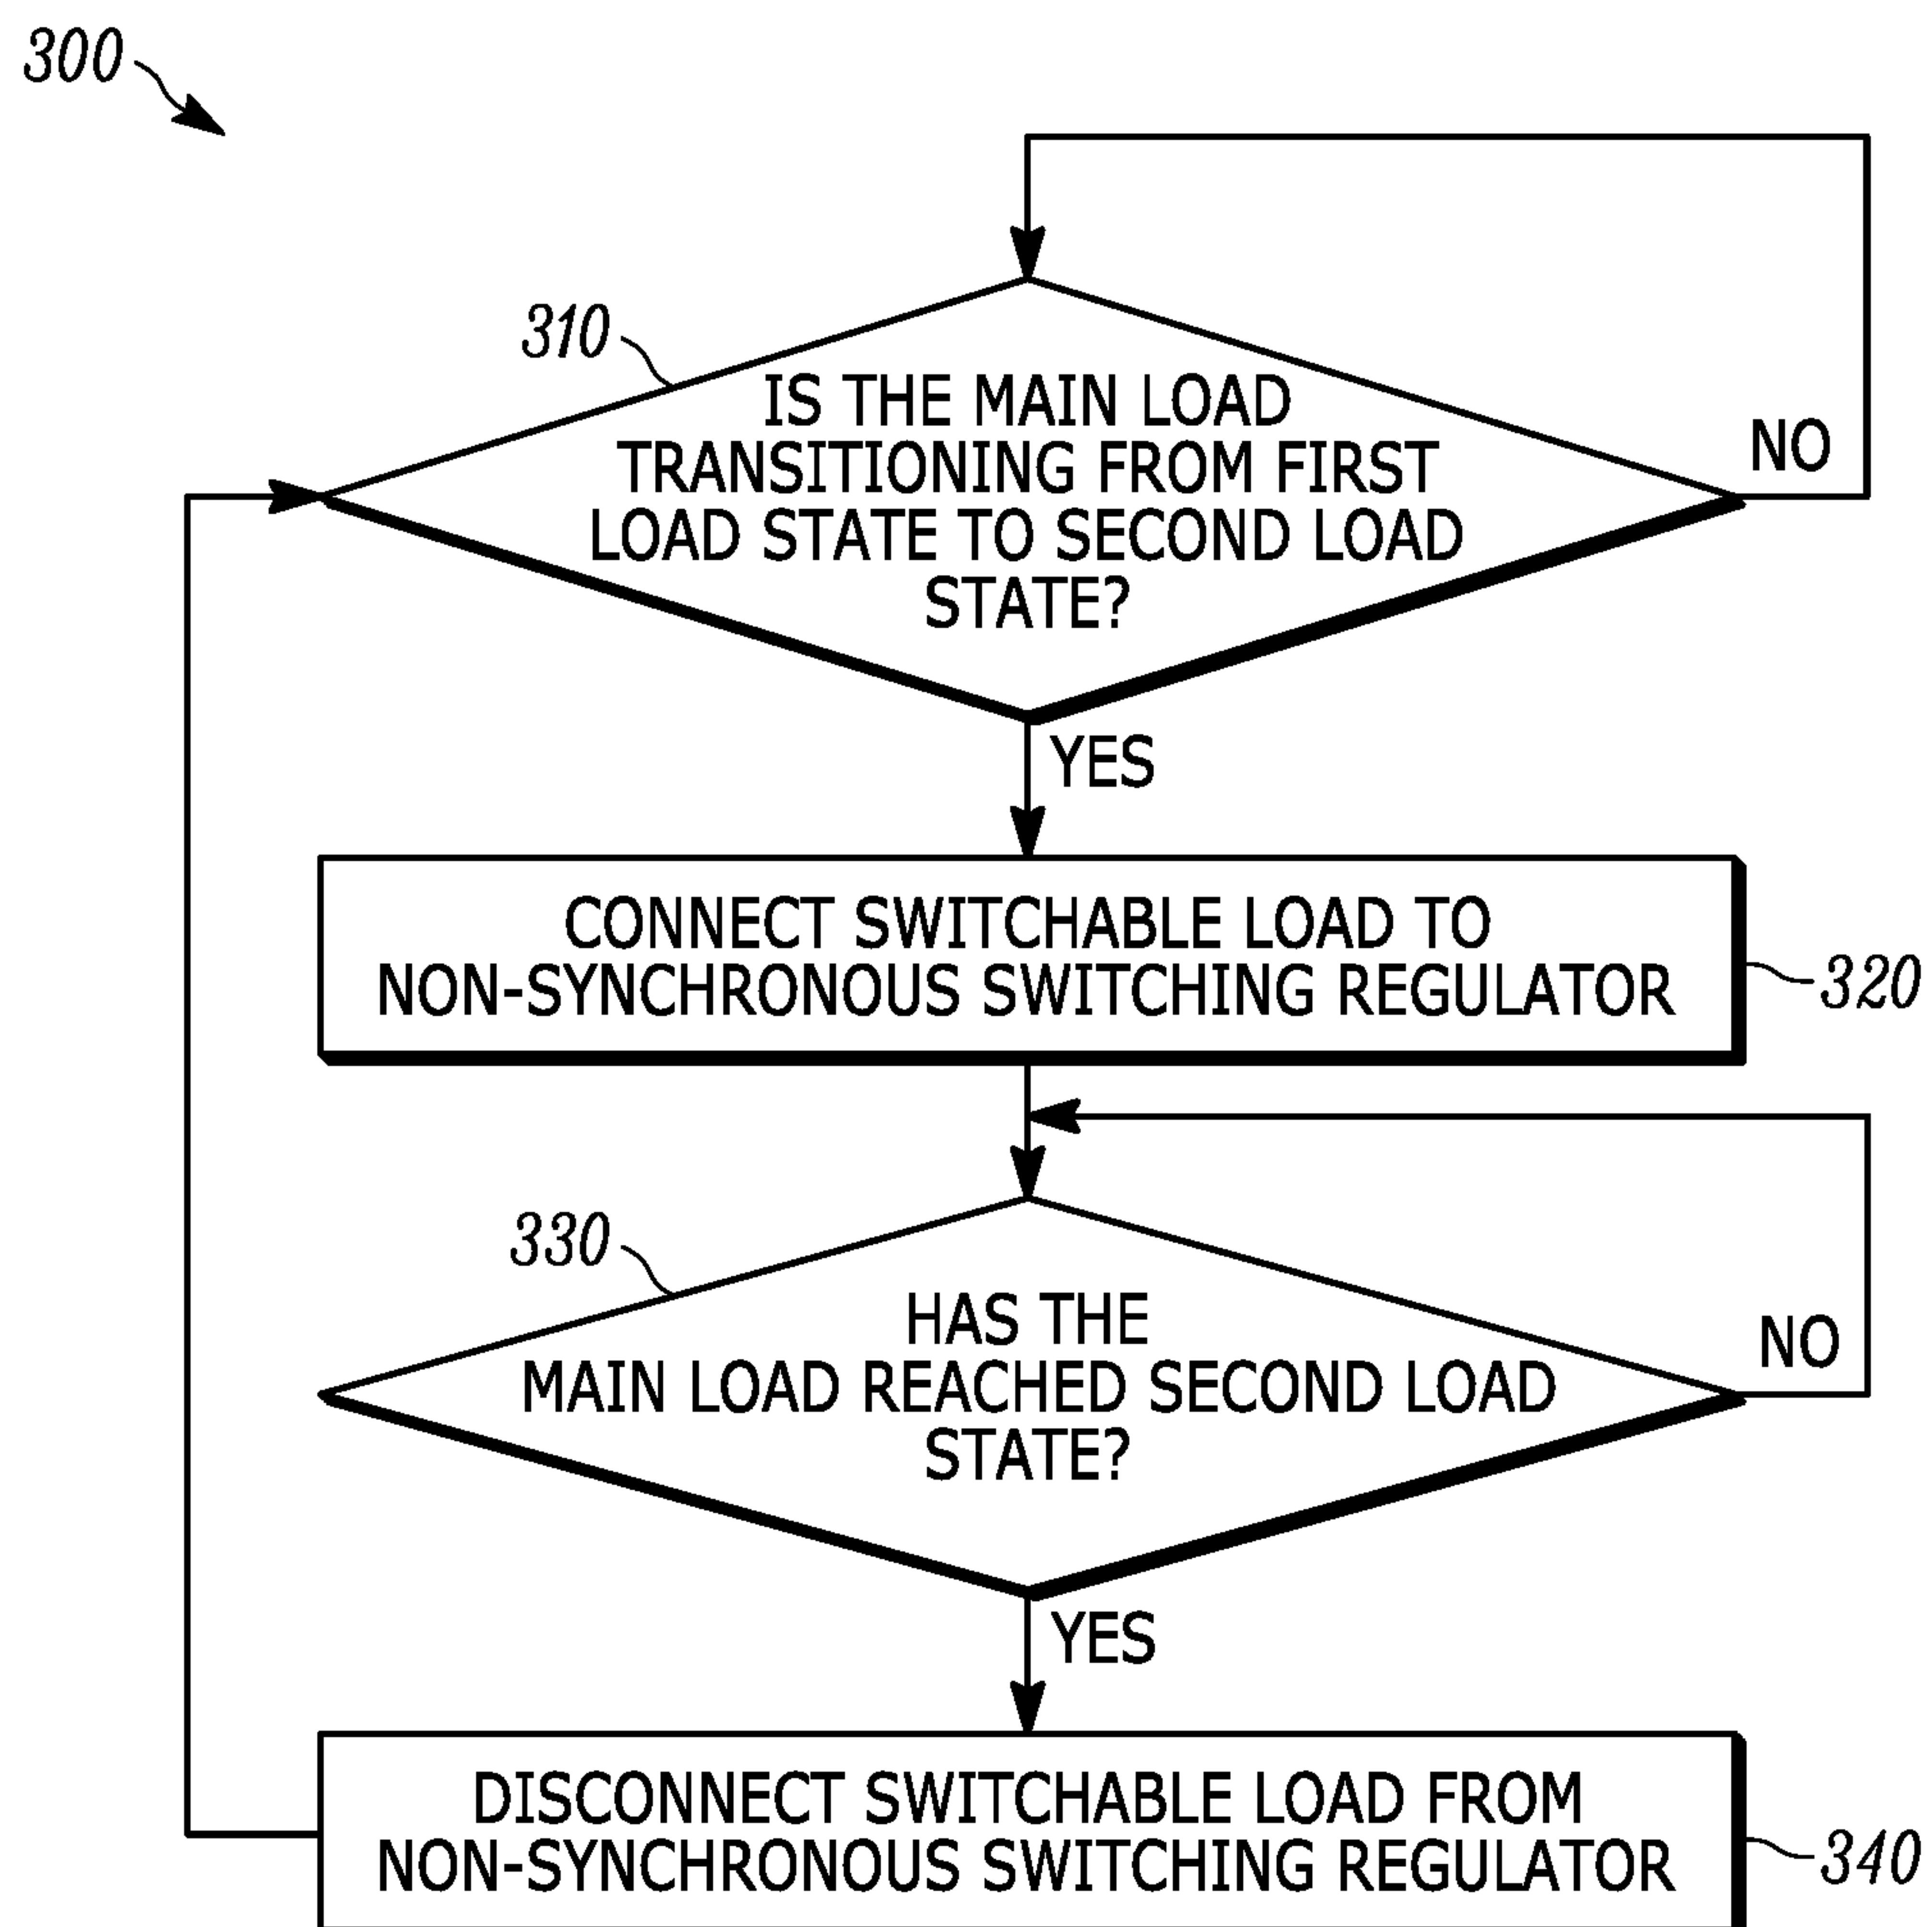 300
310
IS THE MAIN LOAD
TRANSITIONING FROM FIRST
LOAD STATE TO SECOND LOAD
STATE?
NO
YES
CONNECT SWITCHABLE LOAD TO
NON-SYNCHRONOUS SWITCHING REGULATOR
320
330
HAS THE
MAIN LOAD REACHED SECOND LOAD
STATE?
NO
YES
DISCONNECT SWITCHABLE LOAD FROM
NON-SYNCHRONOUS SWITCHING REGULATOR
340